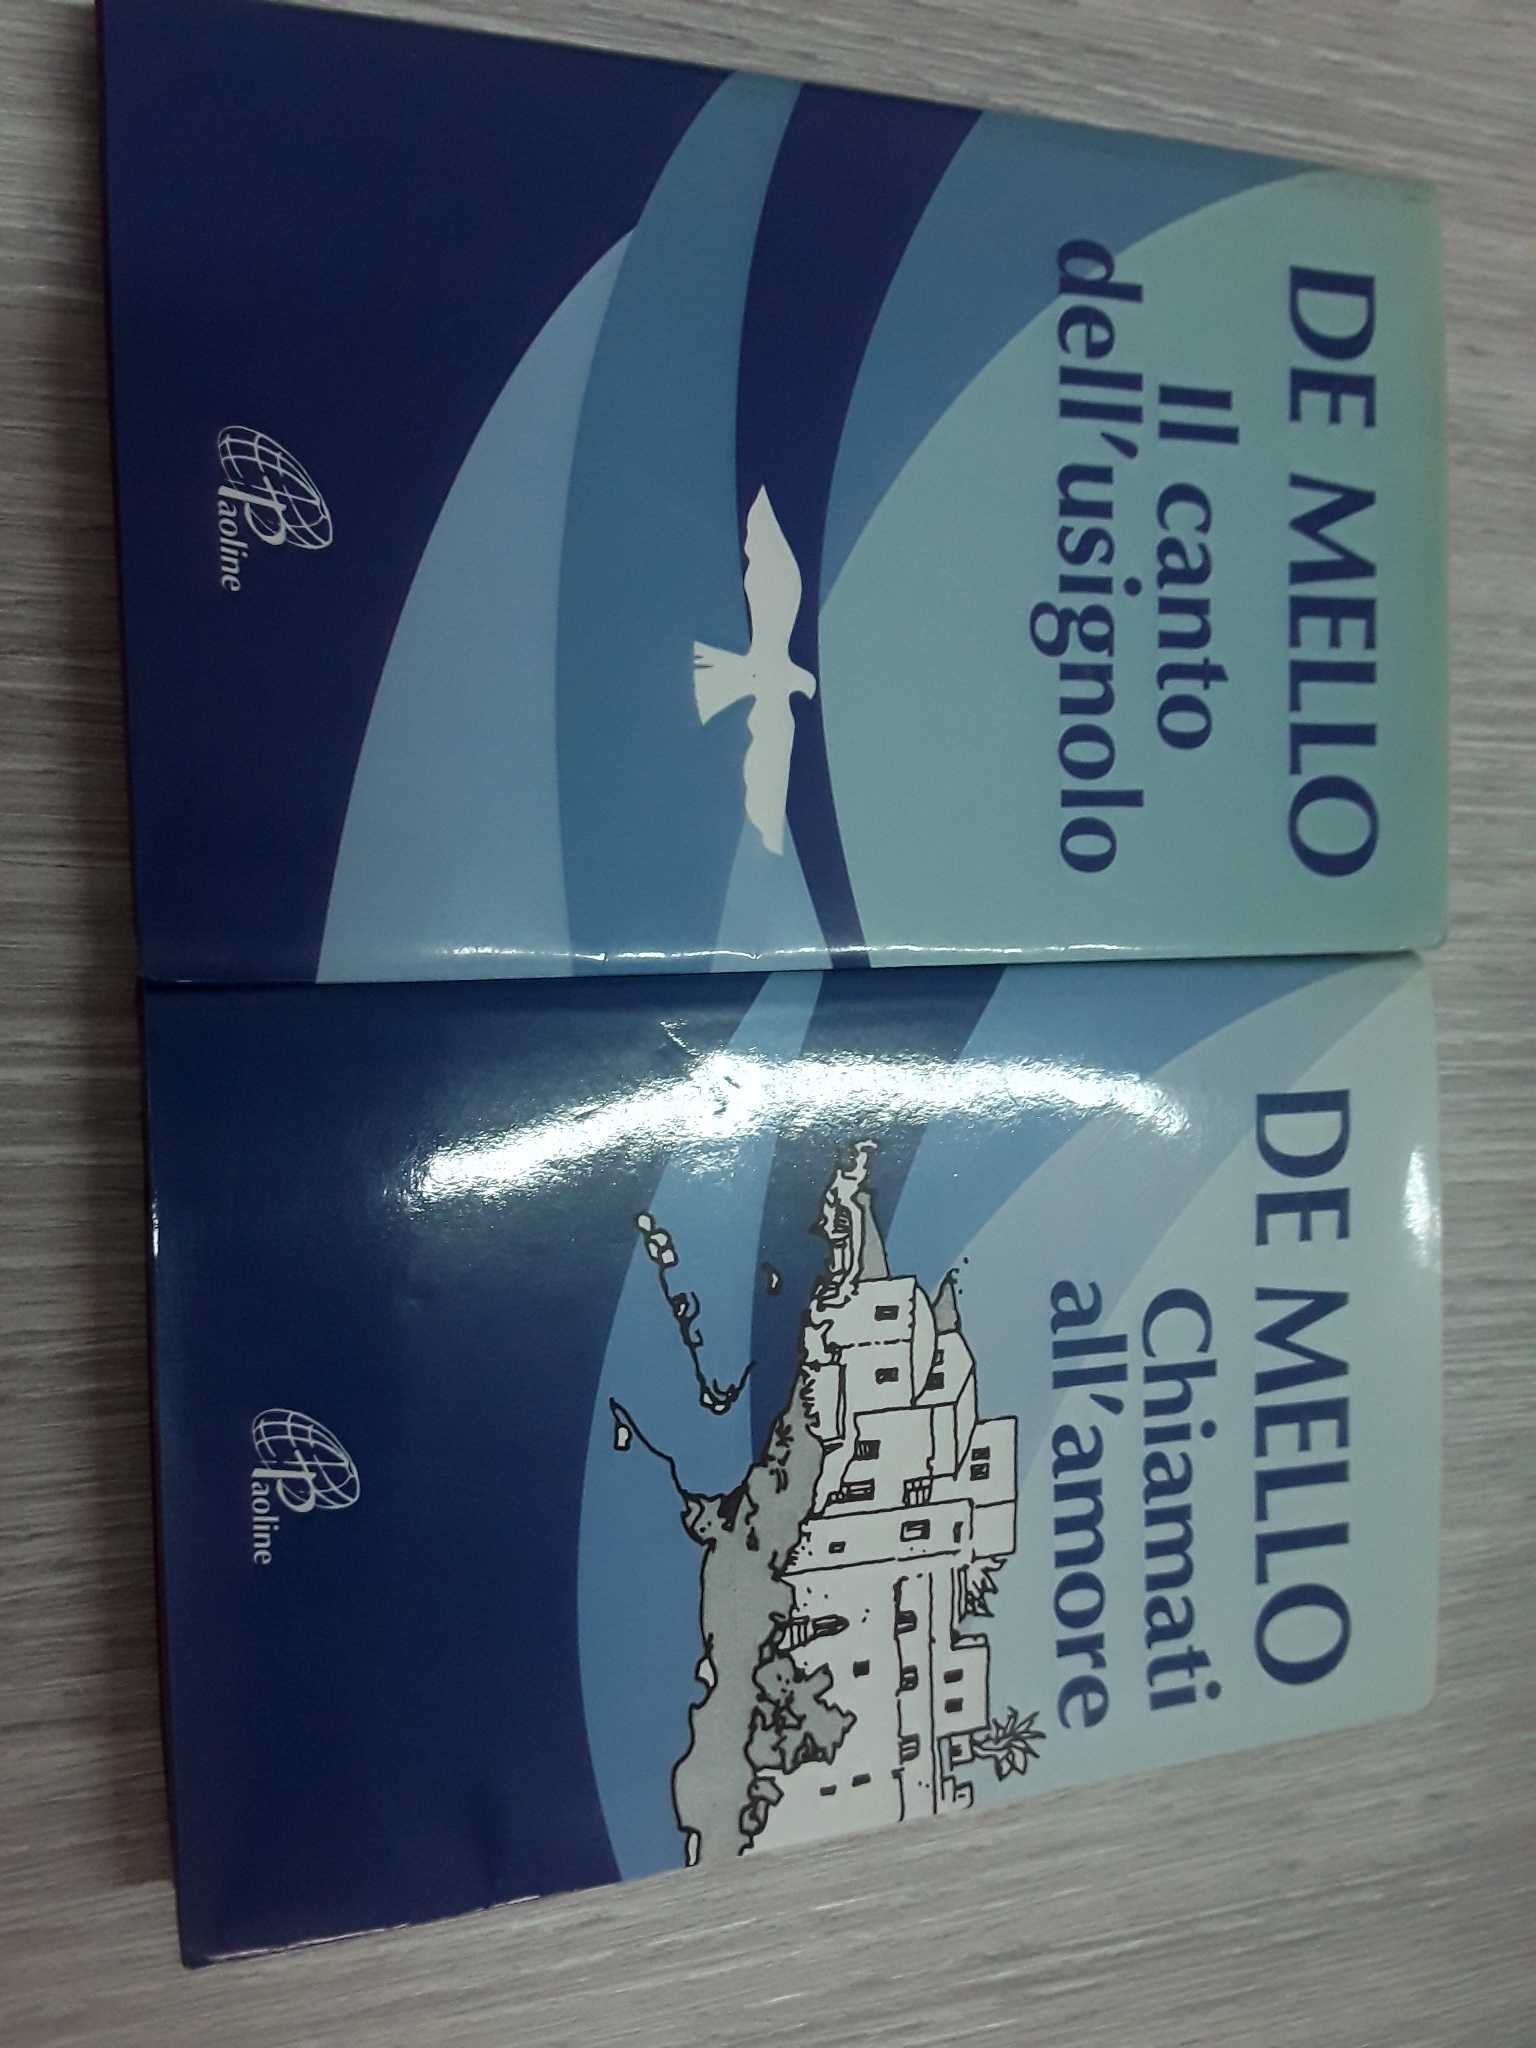 DE MELLO
Il canto
dell'usignolo
Paoline
DE MELLO
Chiamati
all'amore
Paoline